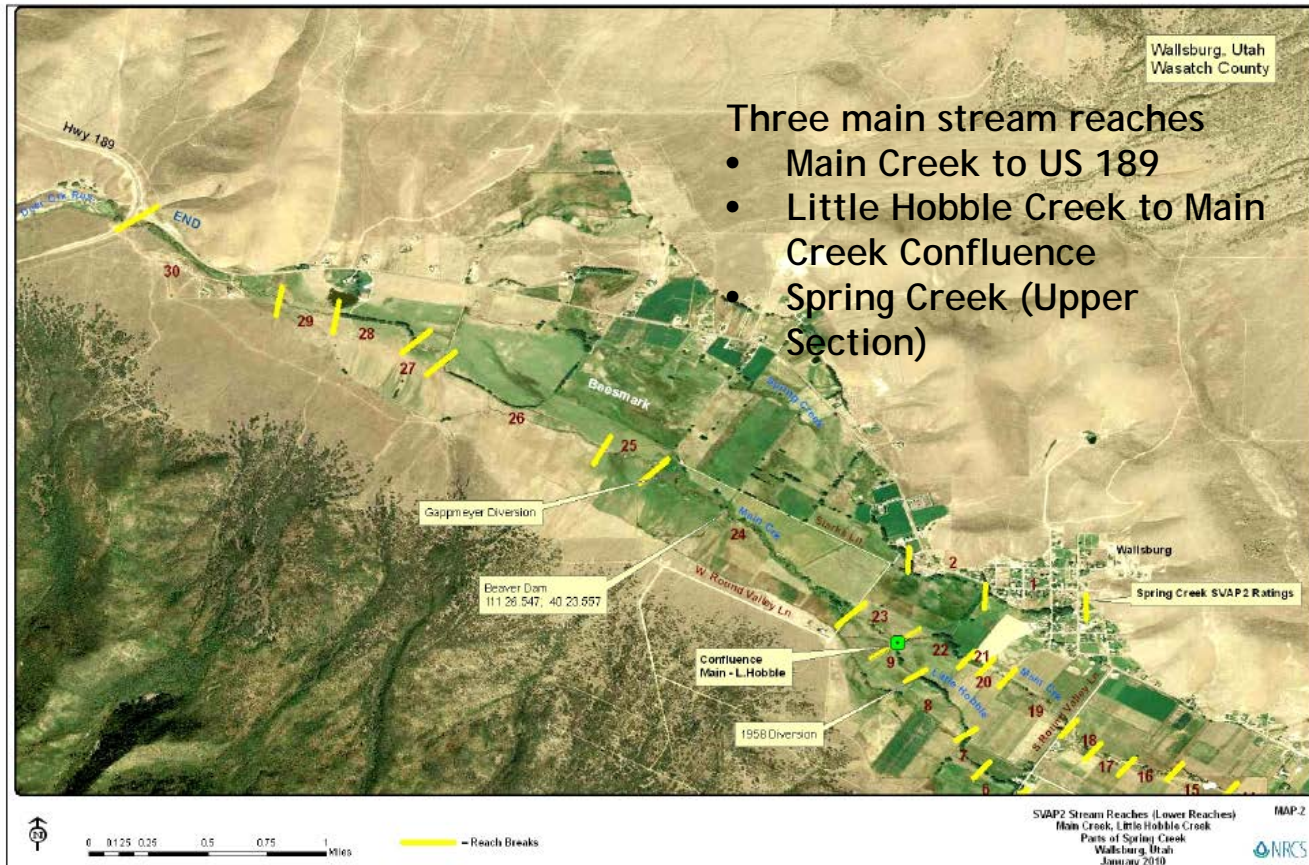 Wallsburg, Utah
Wasatch County
Three main stream reaches
• Main Creek to US 189
• Little Hobble Creek to Main
Creek Confluence
• Spring Creek (Upper
Section)
Hwy 189
END
30
29
28
27
26
25
Beesmark
Spring Creek
Gappmeyer Diversion
Main Crk
24
Starks Ln
W. Round Valley Ln.
Beaver Dam
111 26.547; 40 23.557
2
1
Wallsburg
Spring Creek SVAP2 Ratings
23
Confluence
Main - L.Hobble
9
22
21
20
Main Crk
Little Hobble
19
8
1958 Diversion
7
6
18
17
16
15
N
0 0.125 0.25 0.5 0.75 1
Miles
= Reach Breaks
SVAP2 Stream Reaches (Lower Reaches)
Main Creek, Little Hobble Creek
Parts of Spring Creek
Wallsburg, Utah
January 2010
MAP-2
NRCS